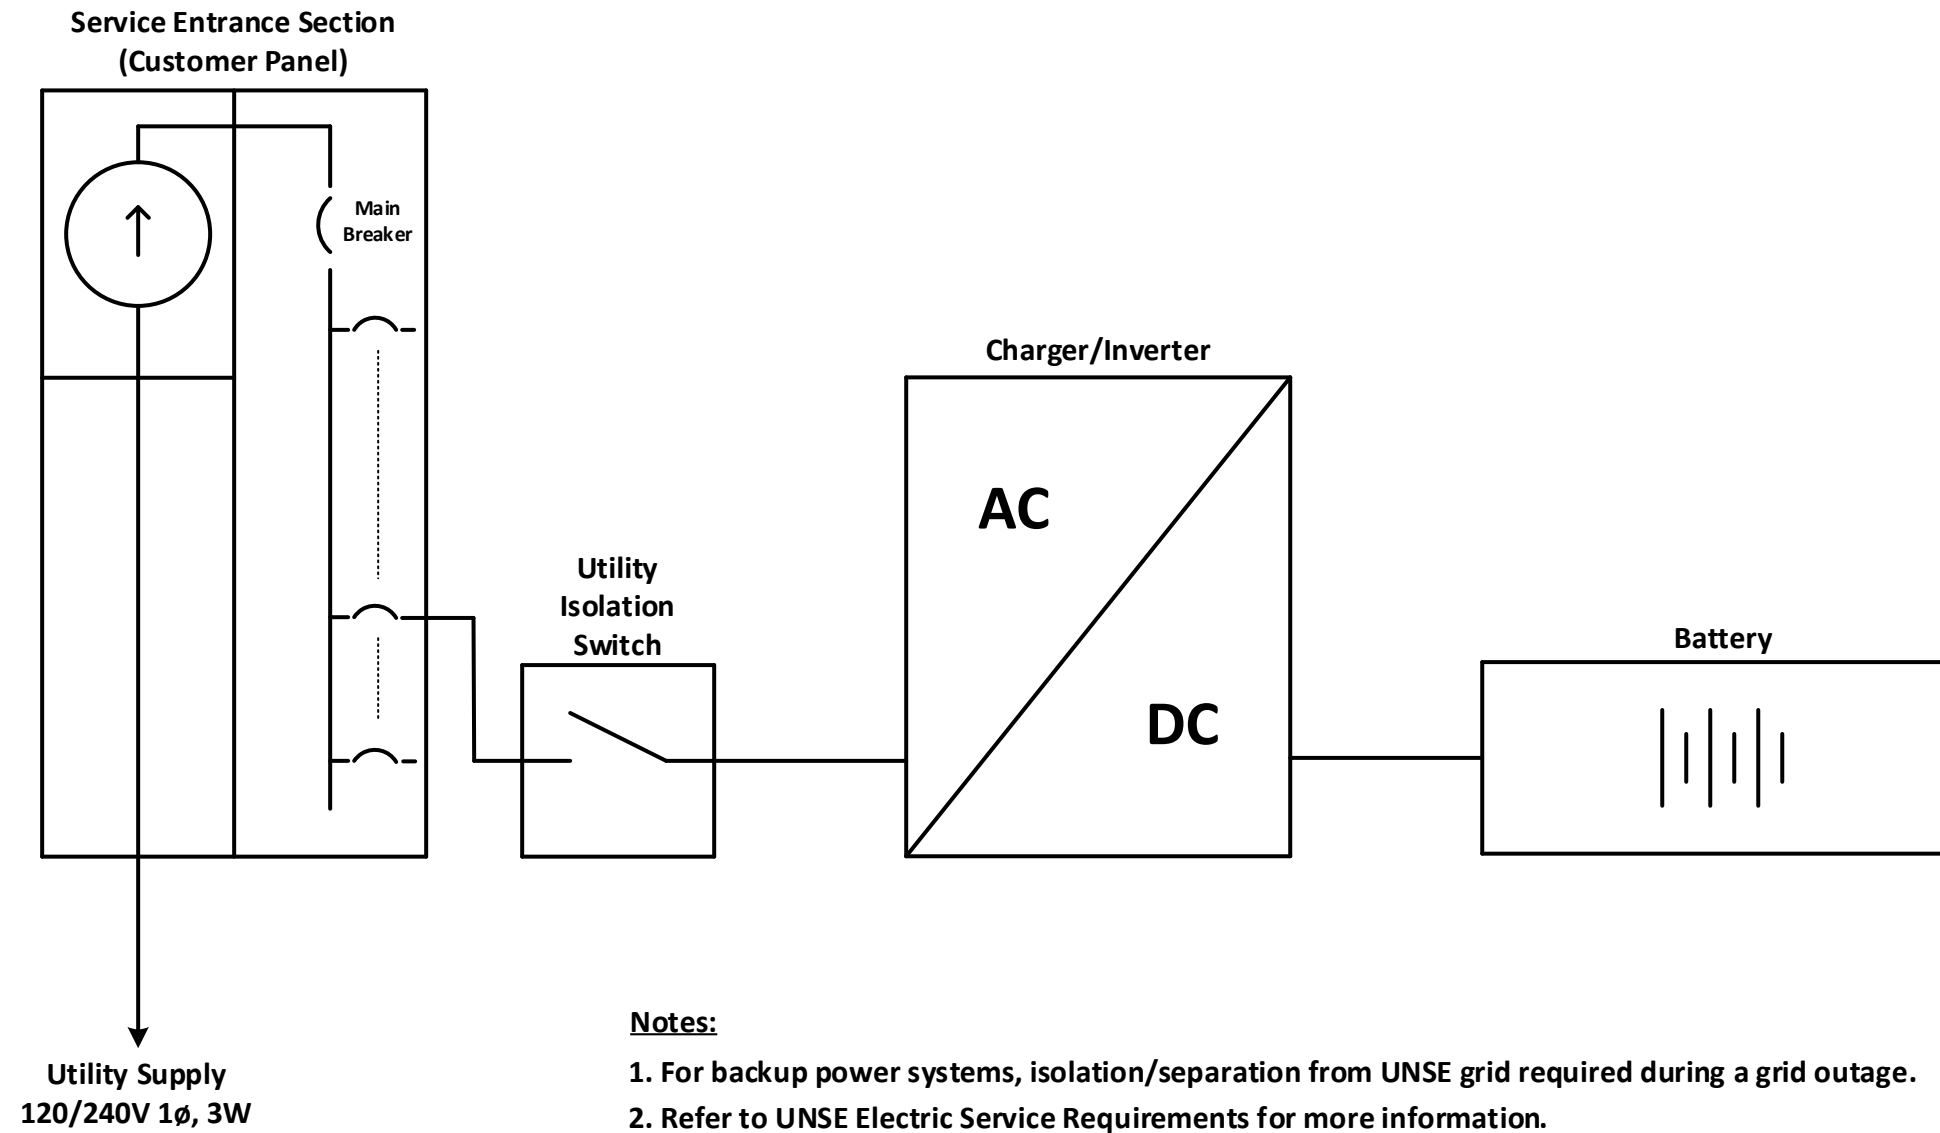 Service Entrance Section
(Customer Panel)
Main
Breaker
Charger/Inverter
AC
DC
Utility
Isolation
Switch
Battery
Utility Supply
120/240V 1ø, 3W
Notes:
1. For backup power systems, isolation/separation from UNSE grid required during a grid outage.
2. Refer to UNSE Electric Service Requirements for more information.